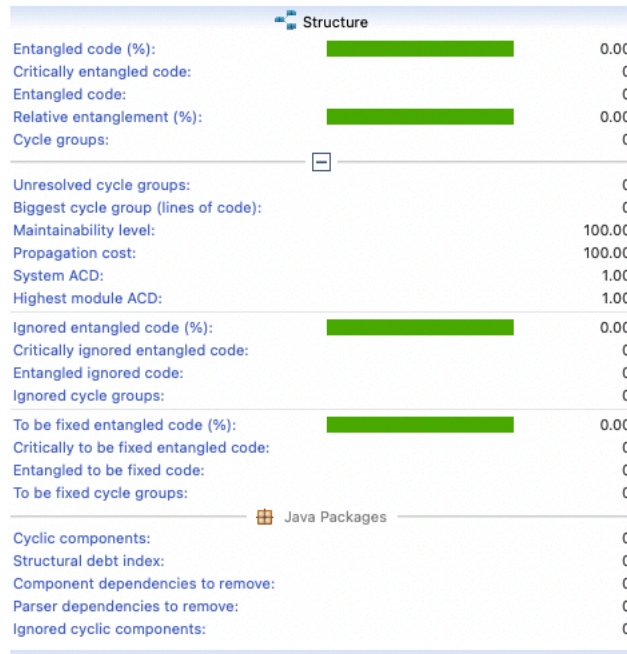 Structure
Entangled code (%): 0.00
Critically entangled code: 0
Entangled code: 0
Relative entanglement (%): 0.00
Cycle groups: 0
Unresolved cycle groups: 0
Biggest cycle group (lines of code): 0
Maintainability level: 100.00
Propagation cost: 100.00
System ACD: 1.00
Highest module ACD: 1.00
Ignored entangled code (%): 0.00
Critically ignored entangled code: 0
Entangled ignored code: 0
Ignored cycle groups: 0
To be fixed entangled code (%): 0.00
Critically to be fixed entangled code: 0
Entangled to be fixed code: 0
To be fixed cycle groups: 0
Java Packages
Cyclic components: 0
Structural debt index: 0
Component dependencies to remove: 0
Parser dependencies to remove: 0
Ignored cyclic components: 0